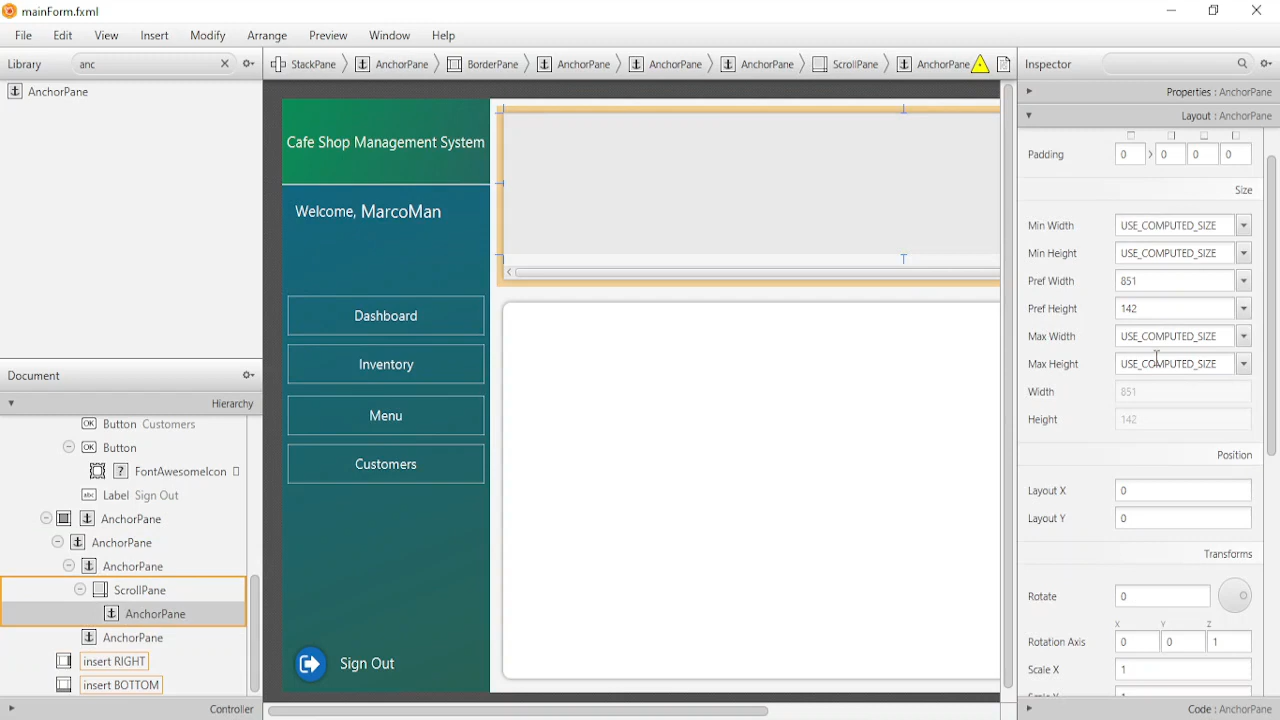 mainForm.fxml
File Edit View Insert Modify Arrange Preview Window Help
Library anc
StackPane AnchorPane BorderPane AnchorPane AnchorPane AnchorPane ScrollPane AnchorPane
Inspector
AnchorPane
Properties : AnchorPane
Layout : AnchorPane
Cafe Shop Management System
Welcome, MarcoMan
Dashboard
Inventory
Menu
Customers
Sign Out
Padding 0 0 0 0
Size
Min Width USE_COMPUTED_SIZE
Min Height USE_COMPUTED_SIZE
Pref Width 851
Pref Height 142
Max Width USE_COMPUTED_SIZE
Max Height USE_COMPUTED_SIZE
Width 851
Height 142
Position
Layout X 0
Layout Y 0
Transforms
Rotate 0
X Y Z
Rotation Axis 0 0 1
Scale X 1
Code : AnchorPane
Document
Hierarchy
OK Button Customers
OK Button
? FontAwesomeIcon
abc Label Sign Out
AnchorPane
AnchorPane
AnchorPane
ScrollPane
AnchorPane
AnchorPane
insert RIGHT
insert BOTTOM
Controller